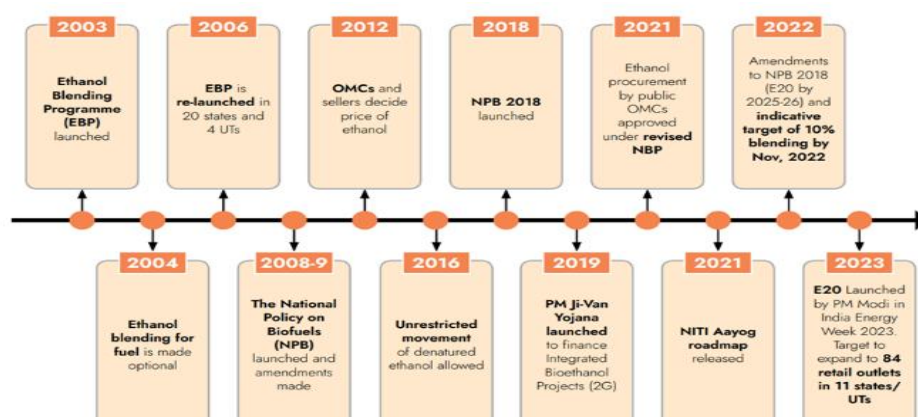 2003
Ethanol
Blending
Programme
(EBP)
launched
2006
EBP is
re-launched in
20 states and
4 UTs
2012
OMCs and
sellers decide
price of
ethanol
2018
NPB 2018
launched
2021
Ethanol
procurement
by public
OMCs
approved
under revised
NBP
2022
Amendments
to NPB 2018
(E20 by
2025-26) and
indicative
target of 10%
blending by
Nov, 2022
2004
Ethanol
blending for
fuel is made
optional
2008-9
The National
Policy on
Biofuels (NPB)
launched and
amendments
made
2016
Unrestricted
movement
of denatured
ethanol allowed
2019
PM Ji-Van
Yojana
launched
to finance
Integrated
Bioethanol
Projects (2G)
2021
NITI Aayog
roadmap
released
2023
E20 Launched
by PM Modi in
India Energy
Week 2023.
Target to
expand to 84
retail outlets
in 11 states/
UTs